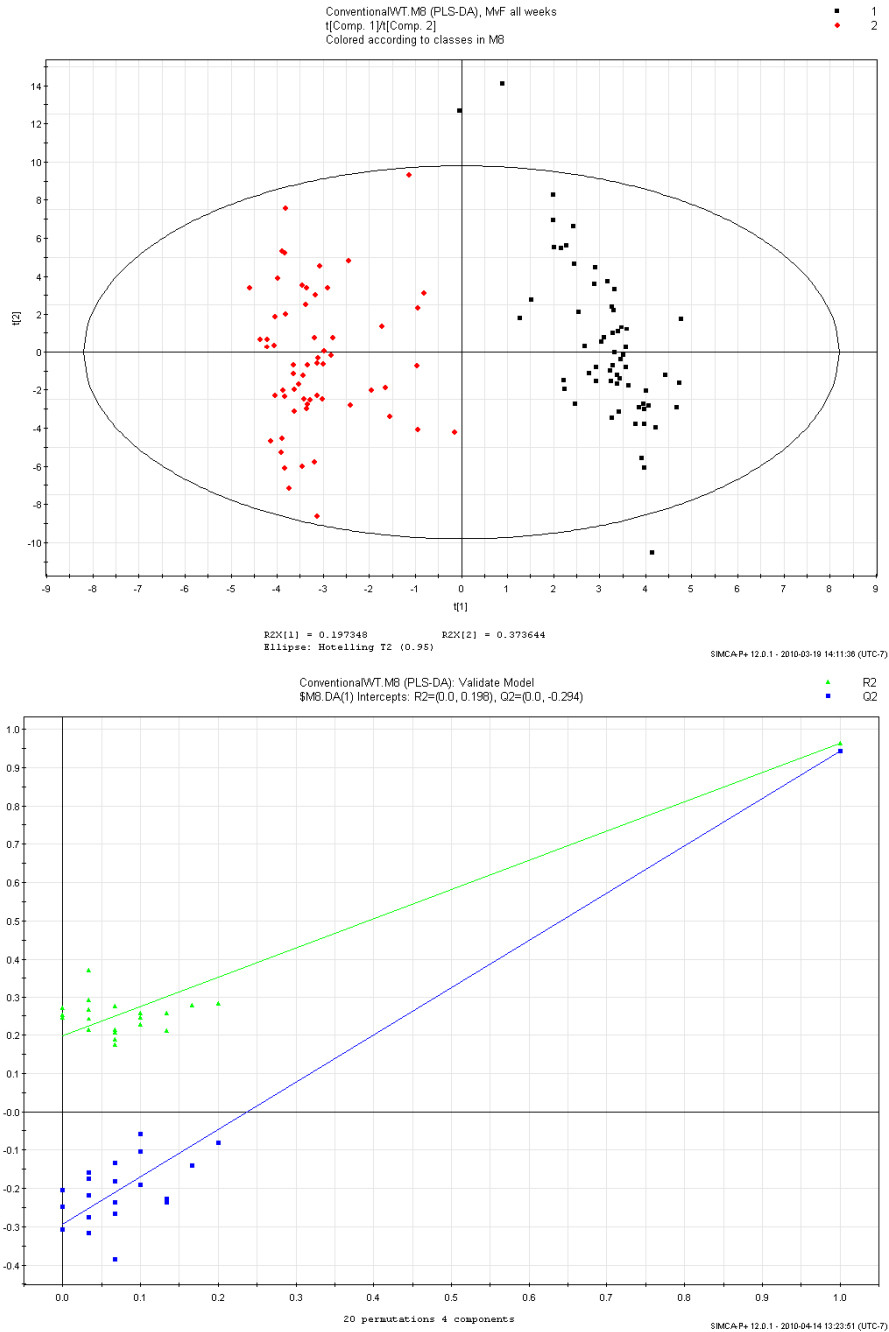 ConventionalWT.M8 (PLS-DA), MvF all weeks
t[Comp. 1]/t[Comp. 2]
Colored according to classes in M8
1
2
14
12
10
8
6
4
2
0
-2
-4
-6
-8
-10
t[2]
-9 -8 -7 -6 -5 -4 -3 -2 -1 0 1 2 3 4 5 6 7 8 9
t[1]
R2X[1] = 0.197348 R2X[2] = 0.373644
Ellipse: Hotelling T2 (0.95)
SIMCA-P+ 12.0.1 - 2010-03-19 14:11:36 (UTC-7)
ConventionalWT.M8 (PLS-DA): Validate Model
$M8.DA(1) Intercepts: R2=(0.0, 0.198), Q2=(0.0, -0.294)
R2
Q2
1.0
0.9
0.8
0.7
0.6
0.5
0.4
0.3
0.2
0.1
-0.0
-0.1
-0.2
-0.3
-0.4
0.0 0.1 0.2 0.3 0.4 0.5 0.6 0.7 0.8 0.9 1.0
20 permutations 4 components
SIMCA-P+ 12.0.1 - 2010-04-14 13:23:51 (UTC-7)